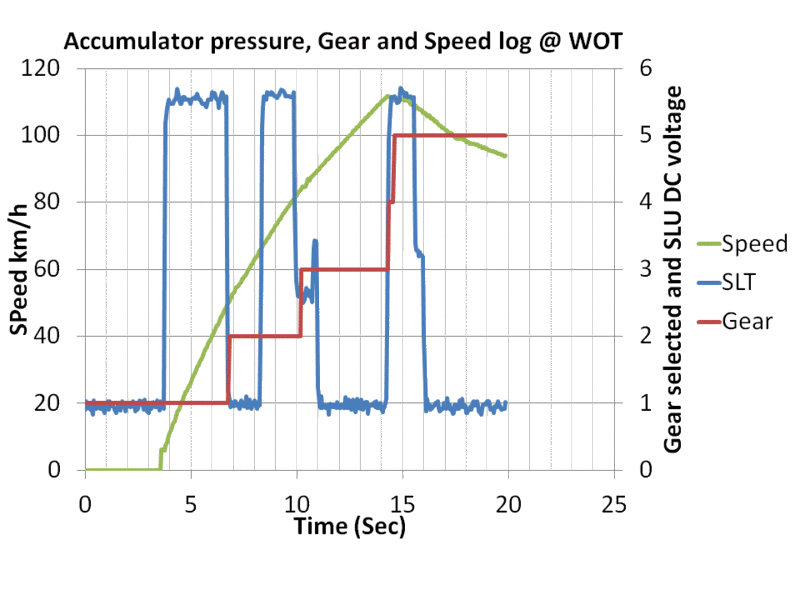 Accumulator pressure, Gear and Speed log @ WOT
120
100
80
60
40
20
0
SPeed km/h
6
5
4
3
2
1
0
Gear selected and SLU DC voltage
0 5 10 15 20 25
Time (Sec)
Speed
SLT
Gear